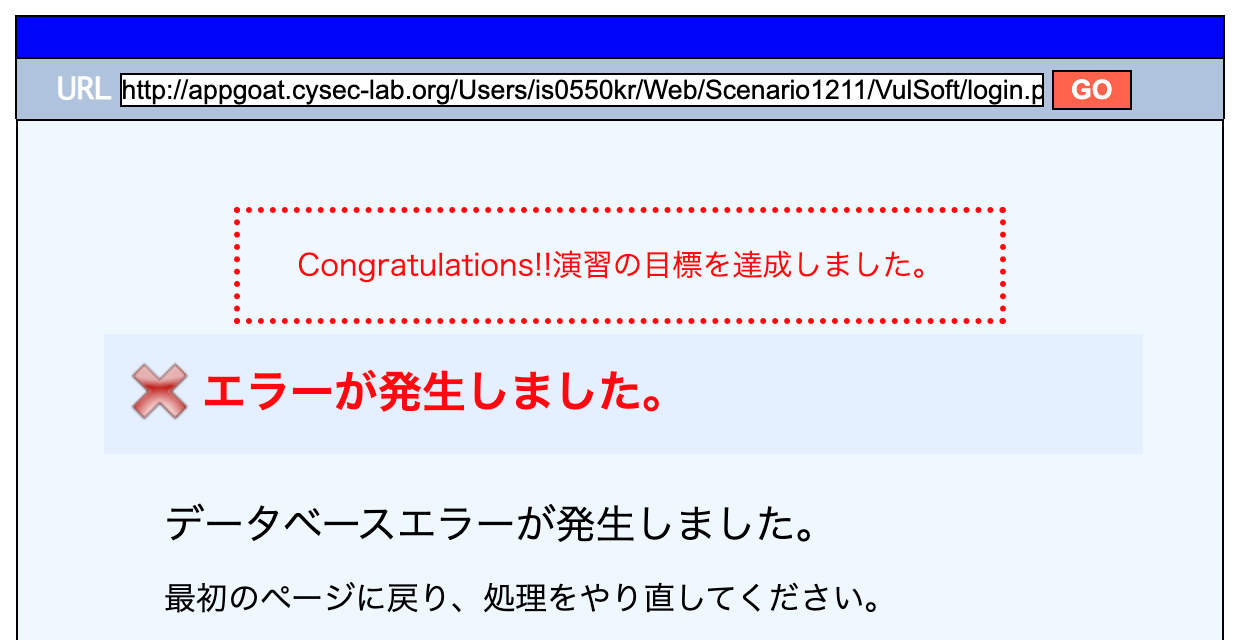 URL http://appgoat.cysec-lab.org/Users/is0550kr/Web/Scenario1211/VulSoft/login.p GO
Congratulations!!演習の目標を達成しました。
エラーが発生しました。
データベースエラーが発生しました。
最初のページに戻り、処理をやり直してください。